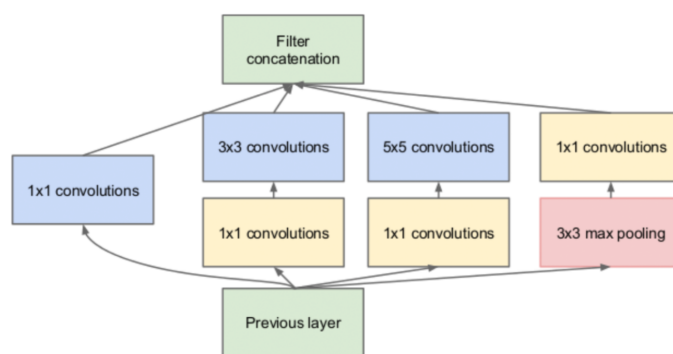 Filter
concatenation
3x3 convolutions
5x5 convolutions
1x1 convolutions
1x1 convolutions
1x1 convolutions
1x1 convolutions
3x3 max pooling
Previous layer